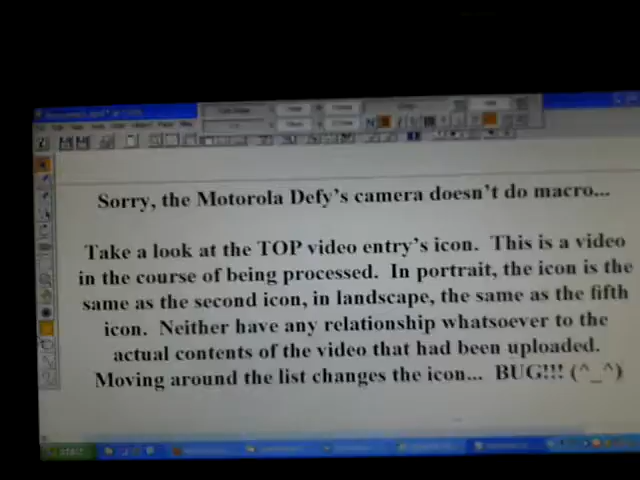 Sorry, the Motorola Defy's camera doesn't do macro...
Take a look at the TOP video entry's icon. This is a video
in the course of being processed. In portrait, the icon is the
same as the second icon, in landscape, the same as the fifth
icon. Neither have any relationship whatsoever to the
actual contents of the video that had been uploaded.
Moving around the list changes the icon... BUG!!! (^_^)